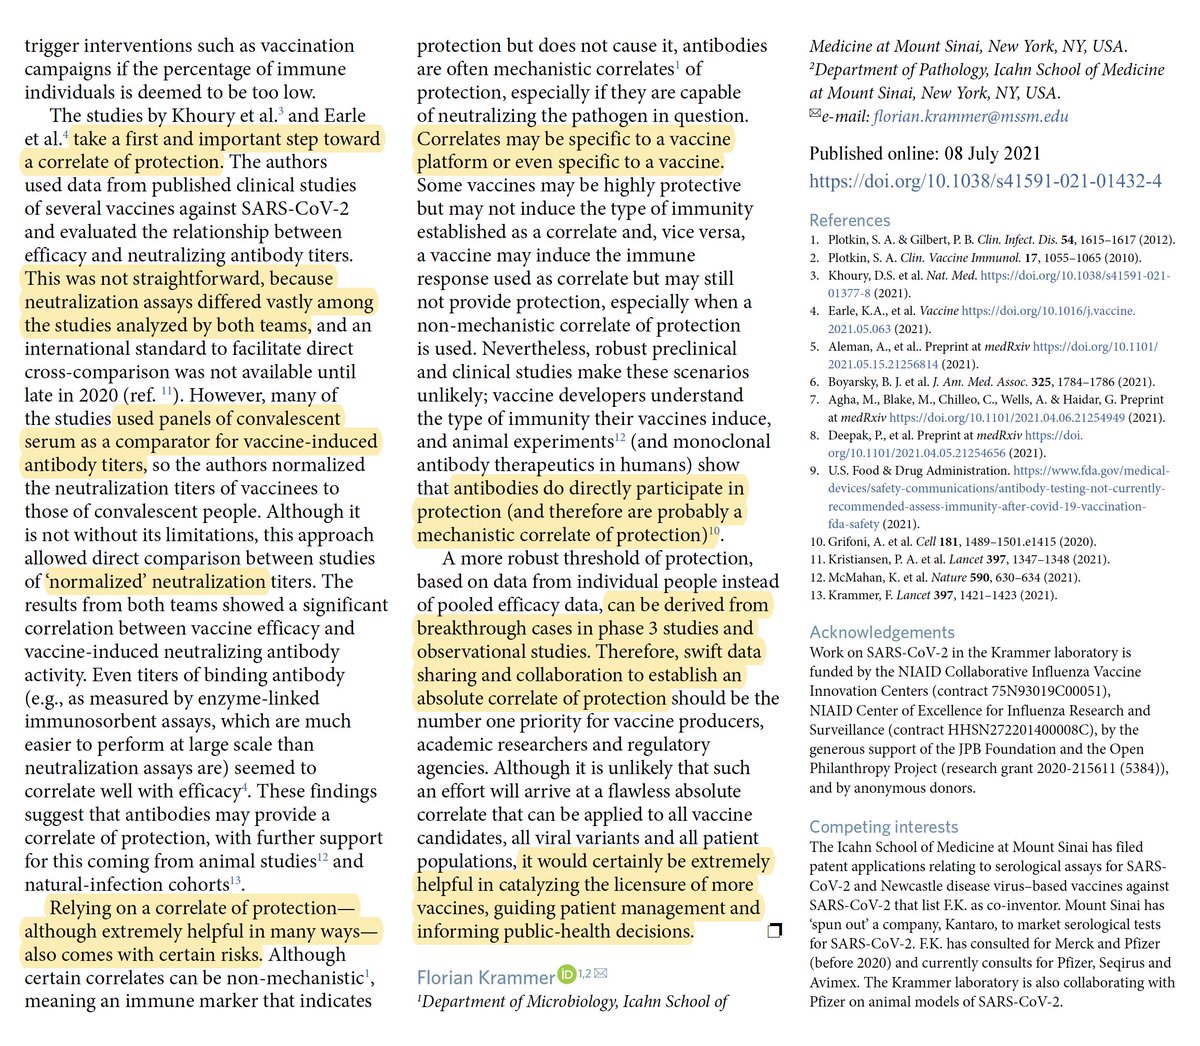 trigger interventions such as vaccination
campaigns if the percentage of immune
individuals is deemed to be too low.
The studies by Khoury et al.3 and Earle
et al.4 take a first and important step toward
a correlate of protection. The authors
used data from published clinical studies
of several vaccines against SARS-CoV-2
and evaluated the relationship between
efficacy and neutralizing antibody titers.
This was not straightforward, because
neutralization assays differed vastly among
the studies analyzed by both teams, and an
international standard to facilitate direct
cross-comparison was not available until
late in 2020 (ref. 11). However, many of
the studies used panels of convalescent
serum as a comparator for vaccine-induced
antibody titers, so the authors normalized
the neutralization titers of vaccinees to
those of convalescent people. Although it
is not without its limitations, this approach
allowed direct comparison between studies
of ‘normalized’ neutralization titers. The
results from both teams showed a significant
correlation between vaccine efficacy and
vaccine-induced neutralizing antibody
activity. Even titers of binding antibody
(e.g., as measured by enzyme-linked
immunosorbent assays, which are much
easier to perform at large scale than
neutralization assays are) seemed to
correlate well with efficacy4. These findings
suggest that antibodies may provide a
correlate of protection, with further support
for this coming from animal studies12 and
natural-infection cohorts13.
Relying on a correlate of protection—
although extremely helpful in many ways—
also comes with certain risks. Although
certain correlates can be non-mechanistic1,
meaning an immune marker that indicates
protection but does not cause it, antibodies
are often mechanistic correlates1 of
protection, especially if they are capable
of neutralizing the pathogen in question.
Correlates may be specific to a vaccine
platform or even specific to a vaccine.
Some vaccines may be highly protective
but may not induce the type of immunity
established as a correlate and, vice versa,
a vaccine may induce the immune
response used as correlate but may still
not provide protection, especially when a
non-mechanistic correlate of protection
is used. Nevertheless, robust preclinical
and clinical studies make these scenarios
unlikely; vaccine developers understand
the type of immunity their vaccines induce,
and animal experiments12 (and monoclonal
antibody therapeutics in humans) show
that antibodies do directly participate in
protection (and therefore are probably a
mechanistic correlate of protection)10.
A more robust threshold of protection,
based on data from individual people instead
of pooled efficacy data, can be derived from
breakthrough cases in phase 3 studies and
observational studies. Therefore, swift data
sharing and collaboration to establish an
absolute correlate of protection should be the
number one priority for vaccine producers,
academic researchers and regulatory
agencies. Although it is unlikely that such
an effort will arrive at a flawless absolute
correlate that can be applied to all vaccine
candidates, all viral variants and all patient
populations, it would certainly be extremely
helpful in catalyzing the licensure of more
vaccines, guiding patient management and
informing public-health decisions. ❐
Florian Krammer iD 1,2 ✉
1Department of Microbiology, Icahn School of
Medicine at Mount Sinai, New York, NY, USA.
2Department of Pathology, Icahn School of Medicine
at Mount Sinai, New York, NY, USA.
✉e-mail: florian.krammer@mssm.edu
Published online: 08 July 2021
https://doi.org/10.1038/s41591-021-01432-4
References
1. Plotkin, S. A. & Gilbert, P. B. Clin. Infect. Dis. 54, 1615–1617 (2012).
2. Plotkin, S. A. Clin. Vaccine Immunol. 17, 1055–1065 (2010).
3. Khoury, D.S. et al. Nat. Med. https://doi.org/10.1038/s41591-021-
01377-8 (2021).
4. Earle, K.A., et al. Vaccine https://doi.org/10.1016/j.vaccine.
2021.05.063 (2021).
5. Aleman, A., et al.. Preprint at medRxiv https://doi.org/10.1101/
2021.05.15.21256814 (2021).
6. Boyarsky, B. J. et al. J. Am. Med. Assoc. 325, 1784–1786 (2021).
7. Agha, M., Blake, M., Chilleo, C., Wells, A. & Haidar, G. Preprint
at medRxiv https://doi.org/10.1101/2021.04.06.21254949 (2021).
8. Deepak, P., et al. Preprint at medRxiv https://doi.
org/10.1101/2021.04.05.21254656 (2021).
9. U.S. Food & Drug Administration. https://www.fda.gov/medical-
devices/safety-communications/antibody-testing-not-currently-
recommended-assess-immunity-after-covid-19-vaccination-
fda-safety (2021).
10. Grifoni, A. et al. Cell 181, 1489–1501.e1415 (2020).
11. Kristiansen, P. A. et al. Lancet 397, 1347–1348 (2021).
12. McMahan, K. et al. Nature 590, 630–634 (2021).
13. Krammer, F. Lancet 397, 1421–1423 (2021).
Acknowledgements
Work on SARS-CoV-2 in the Krammer laboratory is
funded by the NIAID Collaborative Influenza Vaccine
Innovation Centers (contract 75N93019C00051),
NIAID Center of Excellence for Influenza Research and
Surveillance (contract HHSN272201400008C), by the
generous support of the JPB Foundation and the Open
Philanthropy Project (research grant 2020-215611 (5384)),
and by anonymous donors.
Competing interests
The Icahn School of Medicine at Mount Sinai has filed
patent applications relating to serological assays for SARS-
CoV-2 and Newcastle disease virus–based vaccines against
SARS-CoV-2 that list F.K. as co-inventor. Mount Sinai has
‘spun out’ a company, Kantaro, to market serological tests
for SARS-CoV-2. F.K. has consulted for Merck and Pfizer
(before 2020) and currently consults for Pfizer, Seqirus and
Avimex. The Krammer laboratory is also collaborating with
Pfizer on animal models of SARS-CoV-2.